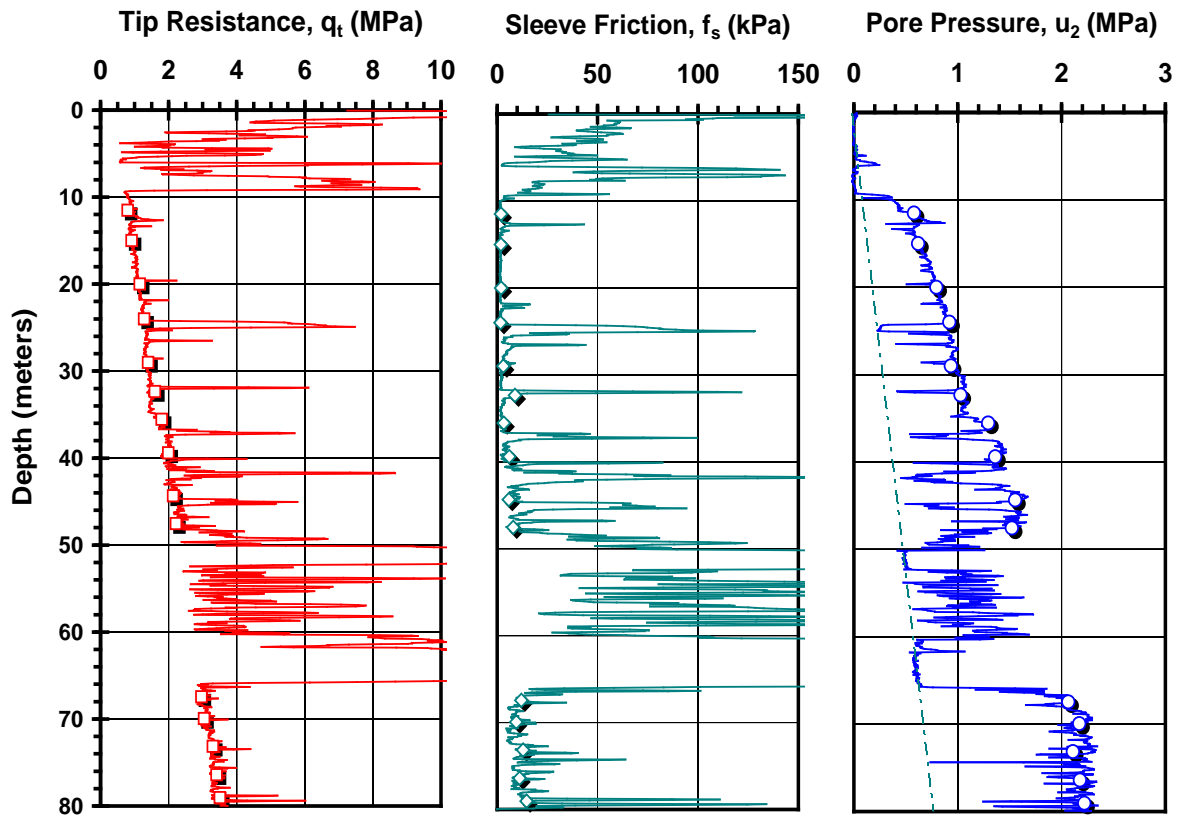 Tip Resistance, qt (MPa)
Sleeve Friction, fs (kPa)
Pore Pressure, u2 (MPa)
0 2 4 6 8 10
0 50 100 150
0 1 2 3
Depth (meters)
0
10
20
30
40
50
60
70
80